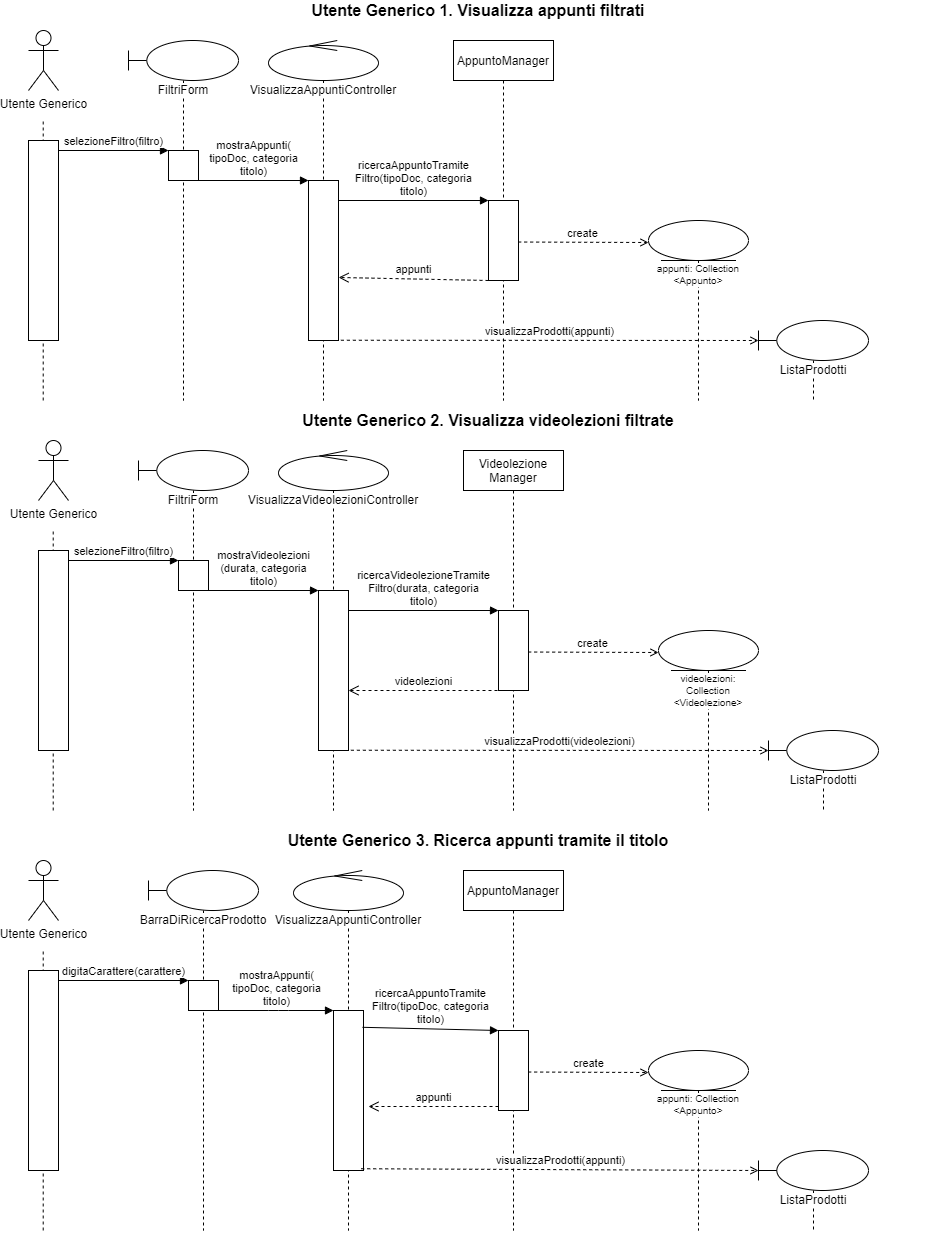 Utente Generico 1. Visualizza appunti filtrati
Utente Generico
FiltriForm
VisualizzaAppuntiController
AppuntoManager
selezioneFiltro(filtro)
mostraAppunti(
tipoDoc, categoria
titolo)
ricercaAppuntoTramite
Filtro(tipoDoc, categoria
titolo)
create
appunti: Collection
<Appunto>
appunti
visualizzaProdotti(appunti)
ListaProdotti
Utente Generico 2. Visualizza videolezioni filtrate
Utente Generico
FiltriForm
VisualizzaVideolezioniController
Videolezione
Manager
selezioneFiltro(filtro)
mostraVideolezioni
(durata, categoria
titolo)
ricercaVideolezioneTramite
Filtro(durata, categoria
titolo)
create
videolezioni:
Collection
<Videolezione>
videolezioni
visualizzaProdotti(videolezioni)
ListaProdotti
Utente Generico 3. Ricerca appunti tramite il titolo
Utente Generico
BarraDiRicercaProdotto
VisualizzaAppuntiController
AppuntoManager
digitaCarattere(carattere)
mostraAppunti(
tipoDoc, categoria
titolo)
ricercaAppuntoTramite
Filtro(tipoDoc, categoria
titolo)
create
appunti: Collection
<Appunto>
appunti
visualizzaProdotti(appunti)
ListaProdotti